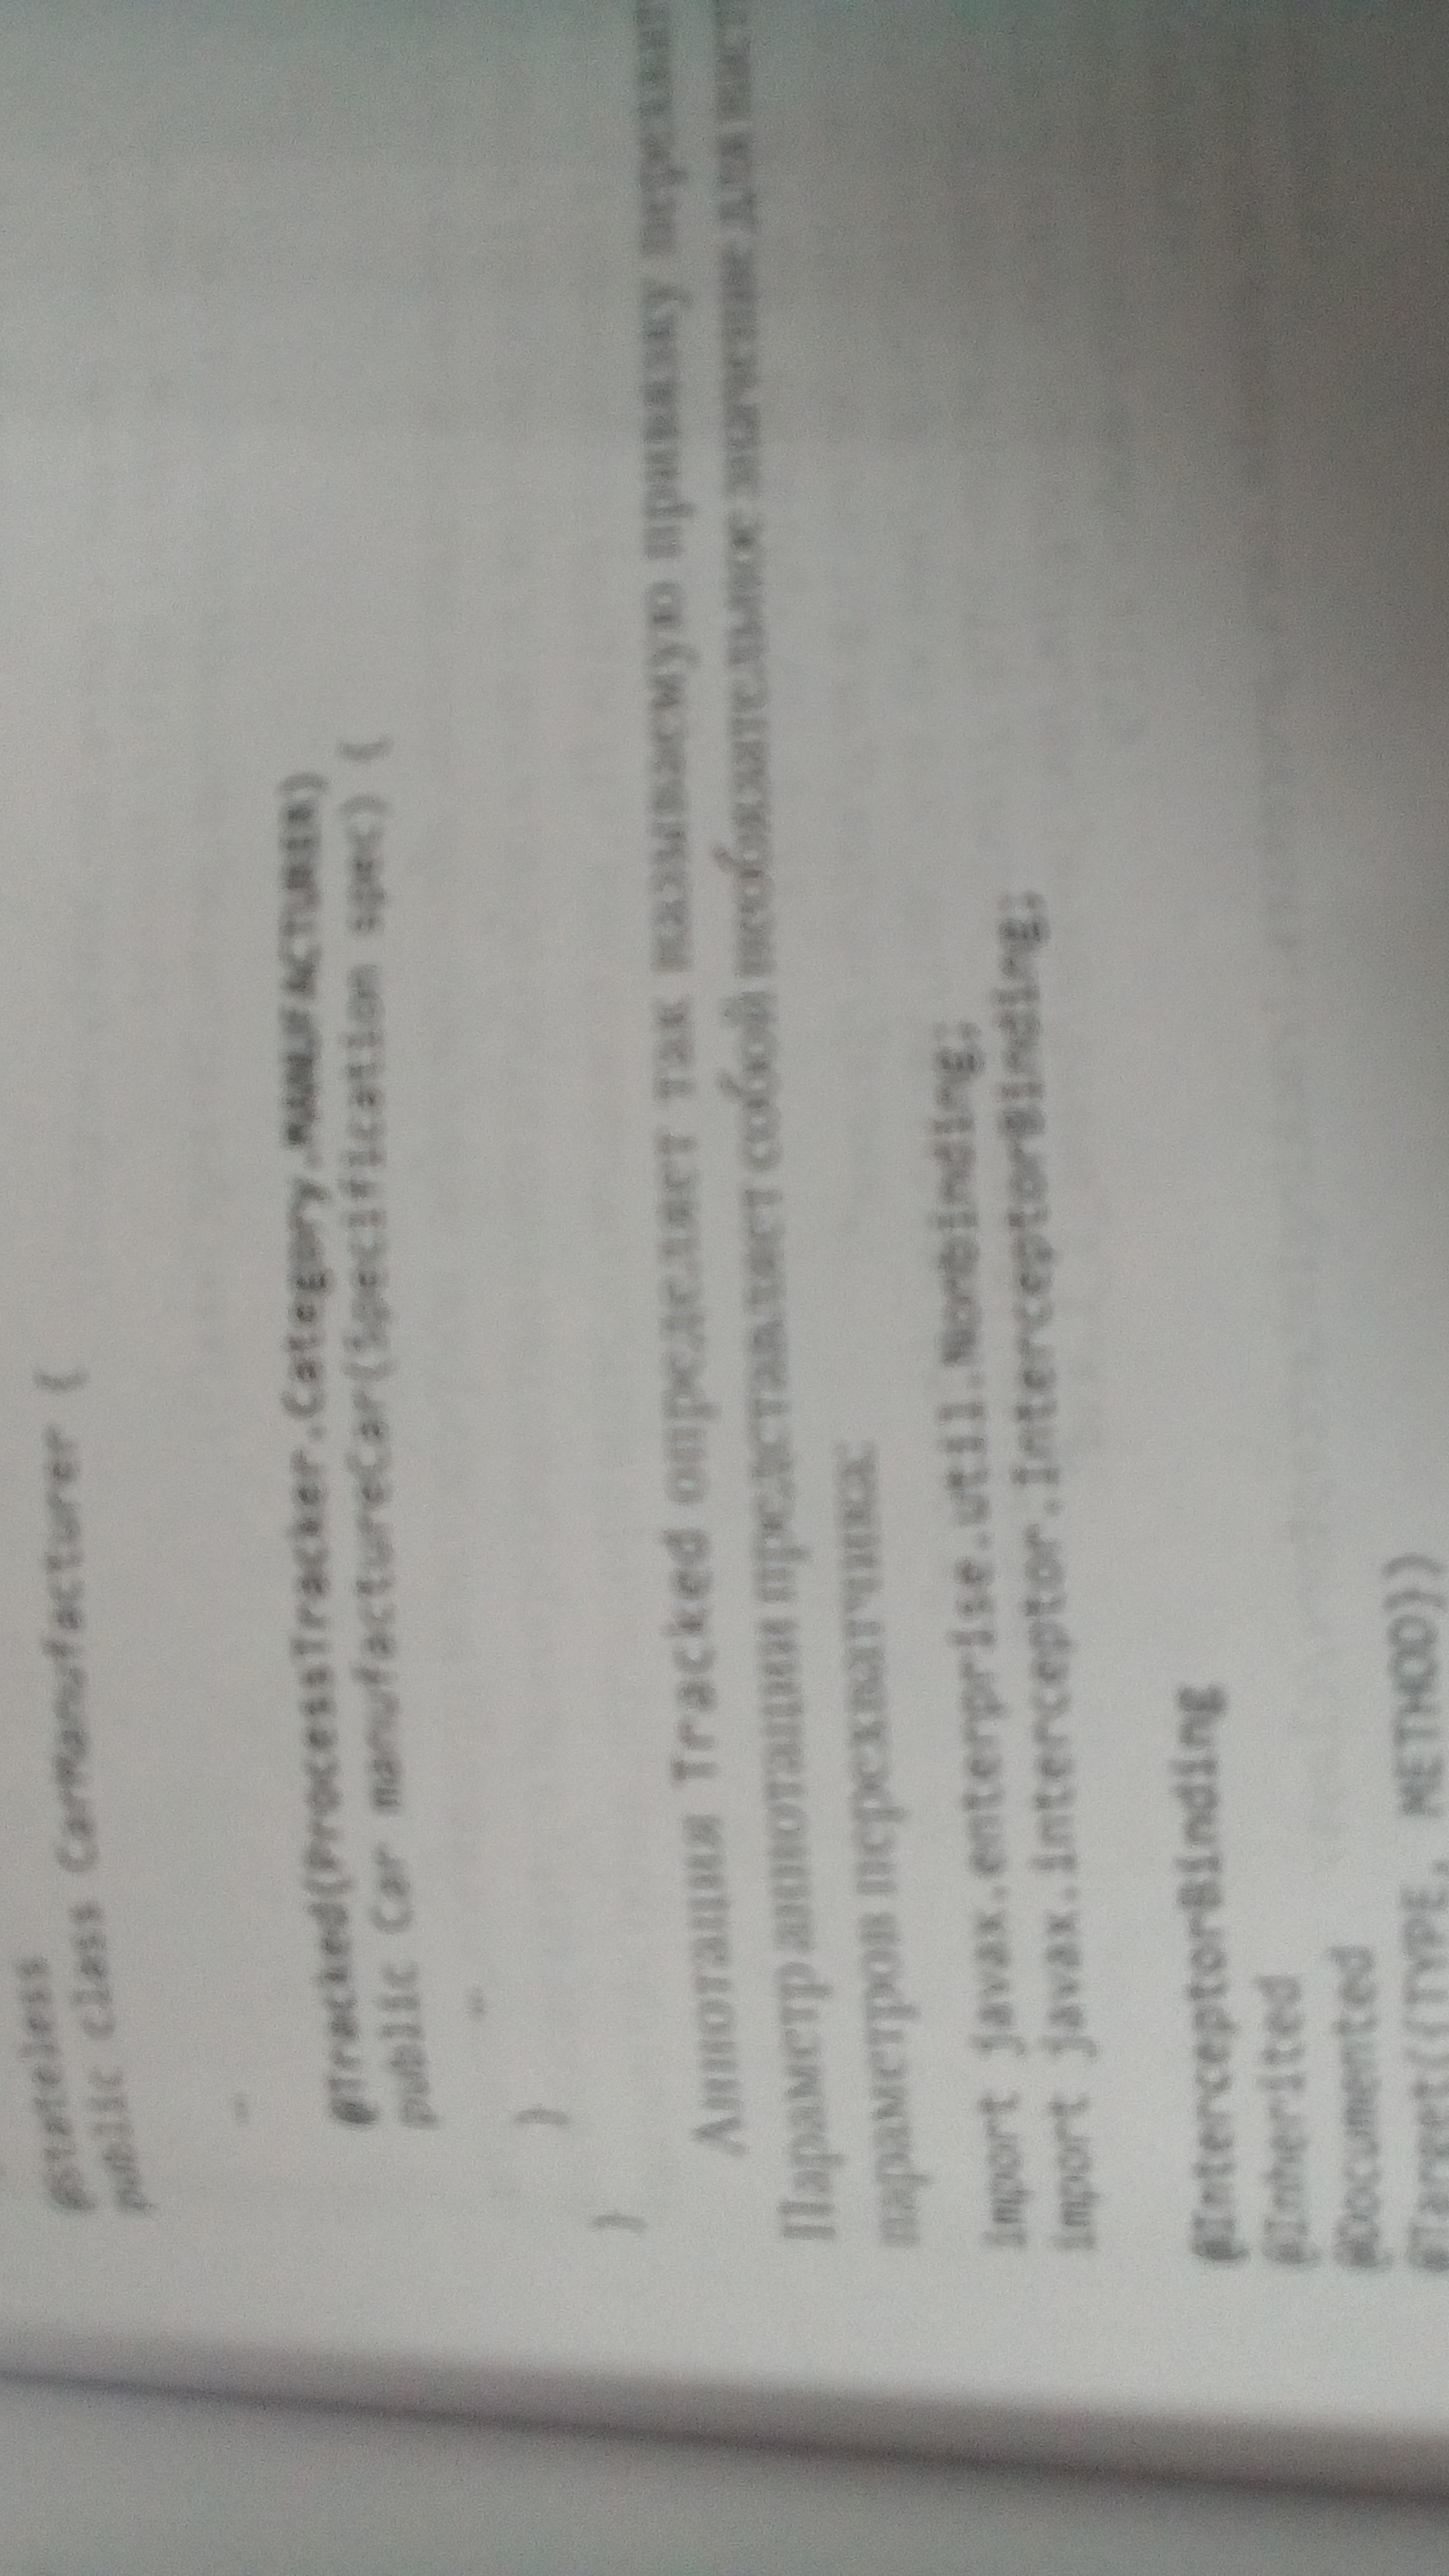 @Stateless
public class CarManufacturer {
…
@Tracked(ProcessTracker.Category.MANUFACTURER)
public Car manufactureCar(Specification spec) {
…
}
}
Аннотация Tracked определяет так называемую привязку
Параметр аннотации представляет собой необязательное значение для
параметров перехватчика:
import javax.enterprise.util.Nonbinding;
import javax.interceptor.InterceptorBinding;
@InterceptorBinding
@Inherited
@Documented
@Target({TYPE, METHOD})